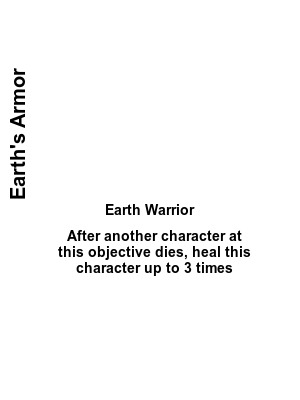 Earth's Armor
Earth Warrior
After another character at
this objective dies, heal this
character up to 3 times